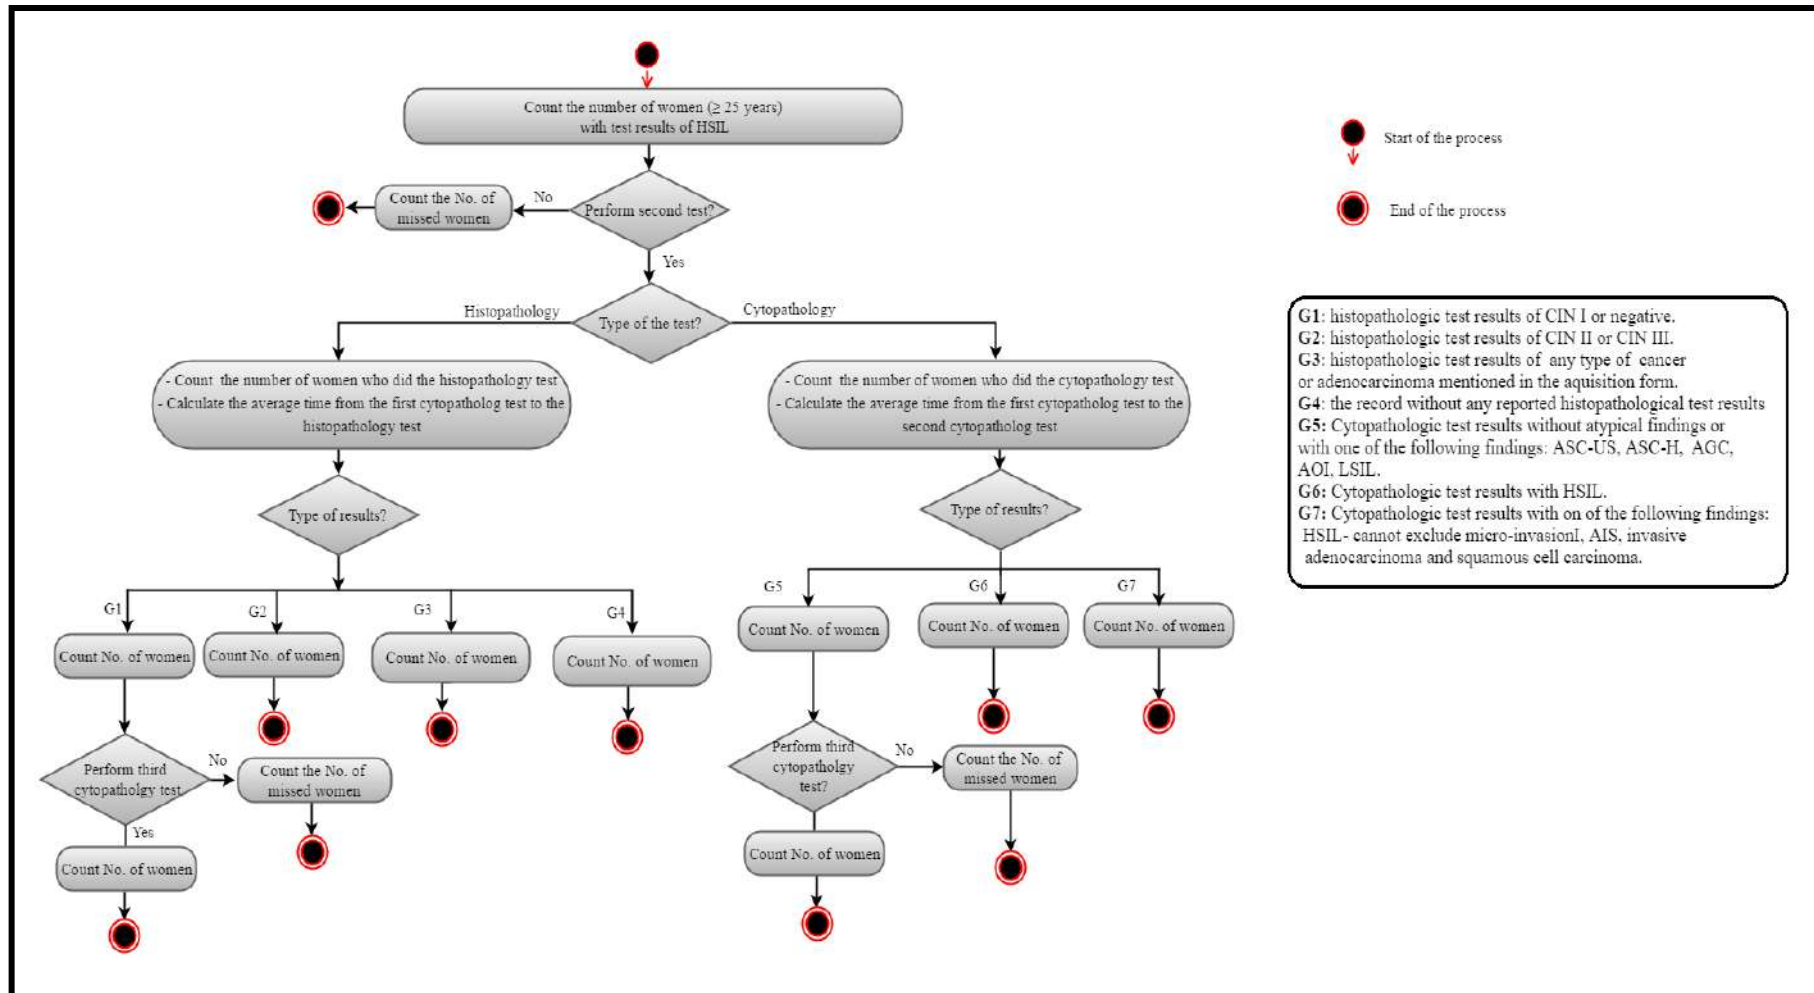 Count the number of women (≥ 25 years)
with test results of HSIL
Start of the process
Count the No. of
missed women
No
Perform second test?
End of the process
Yes
Histopathology
Type of the test?
Cytopathology
- Count the number of women who did the histopathology test
- Calculate the average time from the first cytopatholog test to the
histopathology test
- Count the number of women who did the cytopathology test
- Calculate the average time from the first cytopatholog test to the
second cytopatholog test
G1: histopathologic test results of CIN I or negative.
G2: histopathologic test results of CIN II or CIN III.
G3: histopathologic test results of any type of cancer
or adenocarcinoma mentioned in the aquisition form.
G4: the record without any reported histopathological test results
G5: Cytopathologic test results without atypical findings or
with one of the following findings: ASC-US, ASC-H, AGC,
AOI, LSIL.
G6: Cytopathologic test results with HSIL.
G7: Cytopathologic test results with on of the following findings:
HSIL- cannot exclude micro-invasionI, AIS, invasive
adenocarcinoma and squamous cell carcinoma.
Type of results?
Type of results?
G1
G2
G3
G4
G5
G6
G7
Count No. of women
Count No. of women
Count No. of women
Count No. of women
Count No. of women
Count No. of women
Count No. of women
Perform third
cytopatholgy test
No
Count the No. of
missed women
Yes
Count No. of women
Perform third
cytopatholgy
test?
No
Count the No. of
missed women
Count No. of women